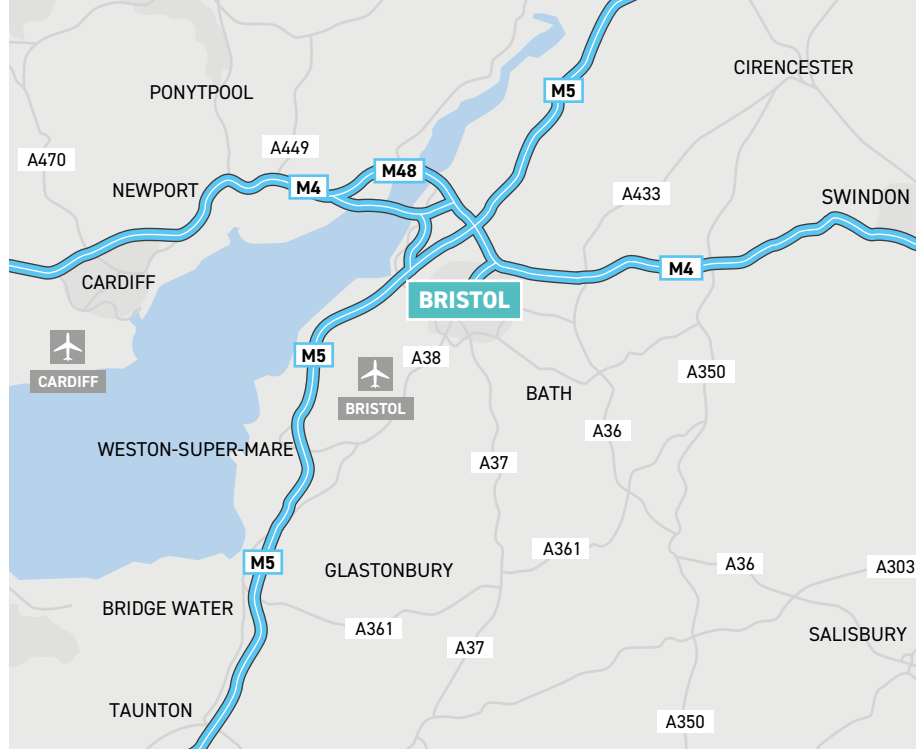 M5
CIRENCESTER
PONYTPOOL
A449
A470
M48
NEWPORT
M4
A433
SWINDON
M4
CARDIFF
BRISTOL
M5
A38
CARDIFF
BRISTOL
A350
BATH
A36
WESTON-SUPER-MARE
A37
A361
M5
GLASTONBURY
A36
A303
BRIDGE WATER
A361
SALISBURY
A37
TAUNTON
A350